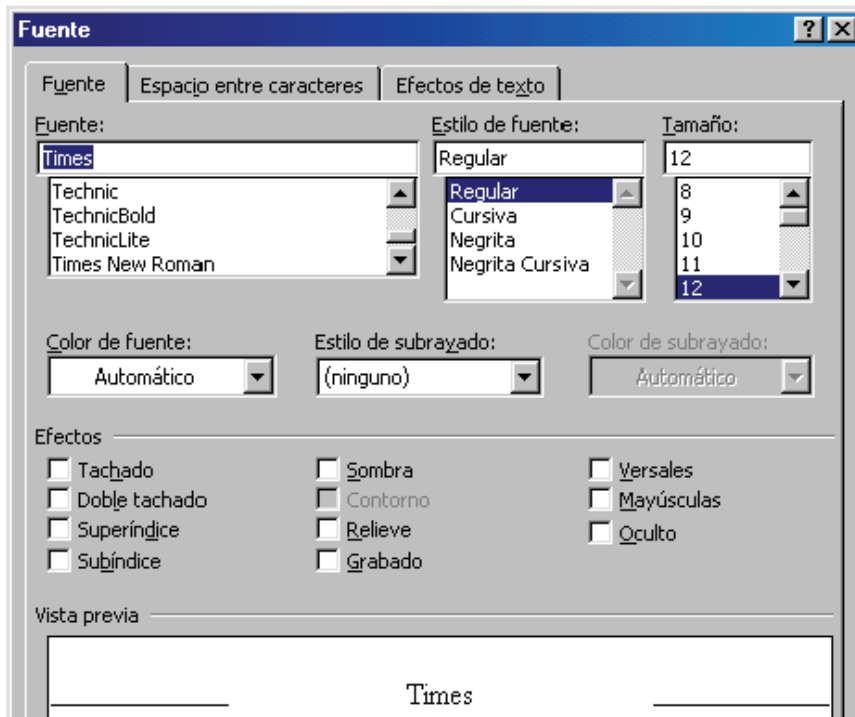 Fuente
Fuente Espacio entre caracteres Efectos de texto
Fuente: Estilo de fuente: Tamaño:
Times Regular 12
Technic Regular 8
TechnicBold Cursiva 9
TechnicLite Negrita 10
Times New Roman Negrita Cursiva 11
12
Color de fuente: Estilo de subrayado: Color de subrayado:
Automático (ninguno) Automático
Efectos
Tachado Sombra Versales
Doble tachado Contorno Mayúsculas
Superíndice Relieve Oculto
Subíndice Grabado
Vista previa
Times